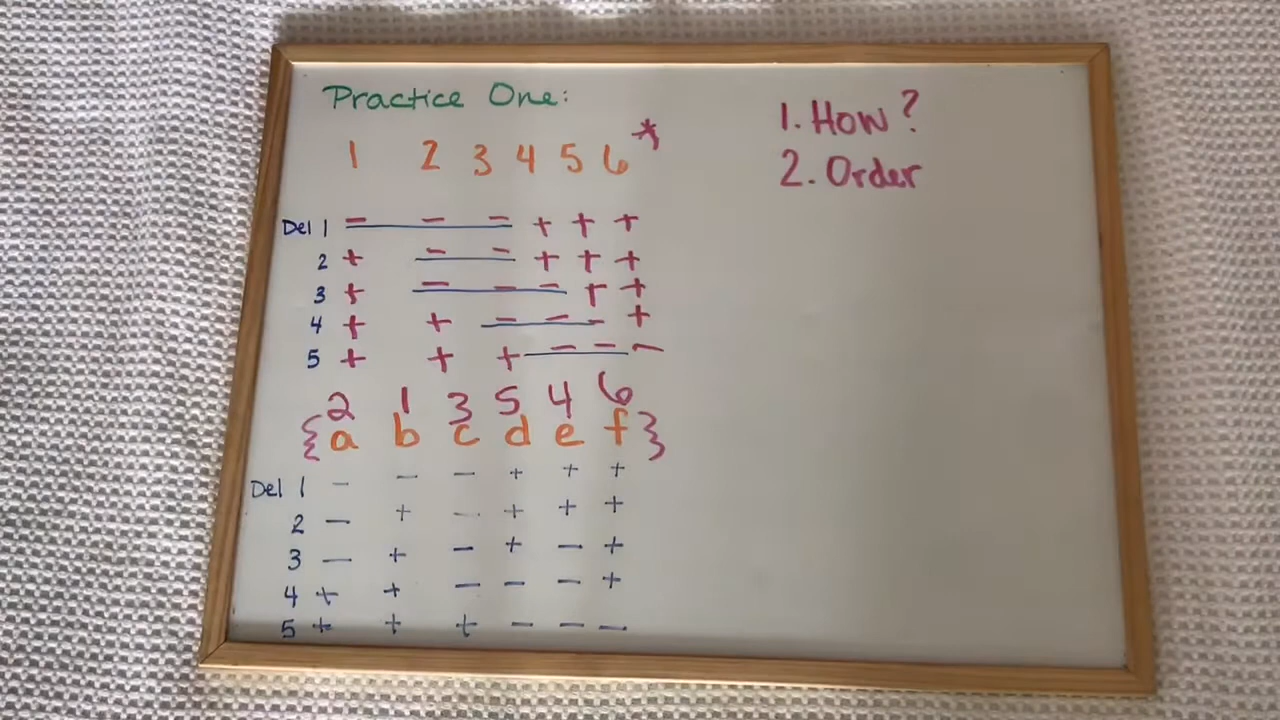 Practice One:
1 2 3 4 5 6 *
Del 1 - - - + + +
2 + - - + + +
3 + - - - + +
4 + + - - - +
5 + + + - - -
2 1 3 5 4 6
{a b c d e f}
Del 1 - - - + + +
2 - + - + + +
3 - + - + - +
4 + + - - - +
5 + + + - - -
1. How?
2. Order